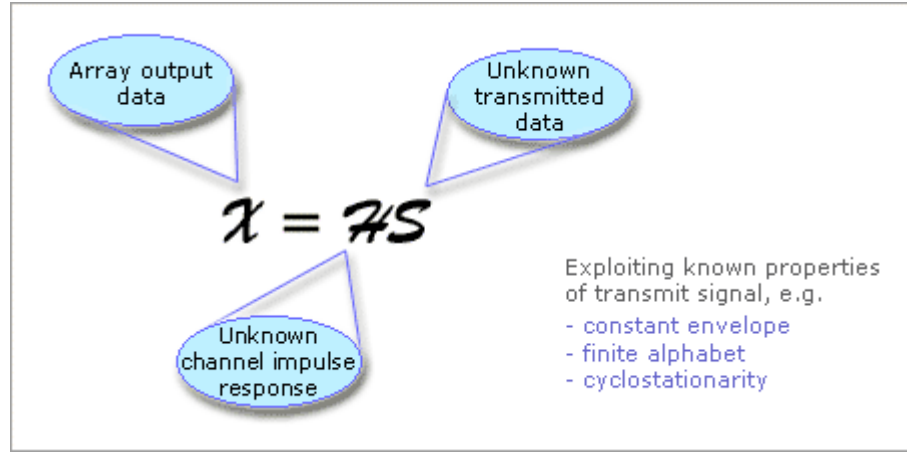 Array output
data
Unknown
transmitted
data
X = HS
Unknown
channel impulse
response
Exploiting known properties
of transmit signal, e.g.
- constant envelope
- finite alphabet
- cyclostationarity